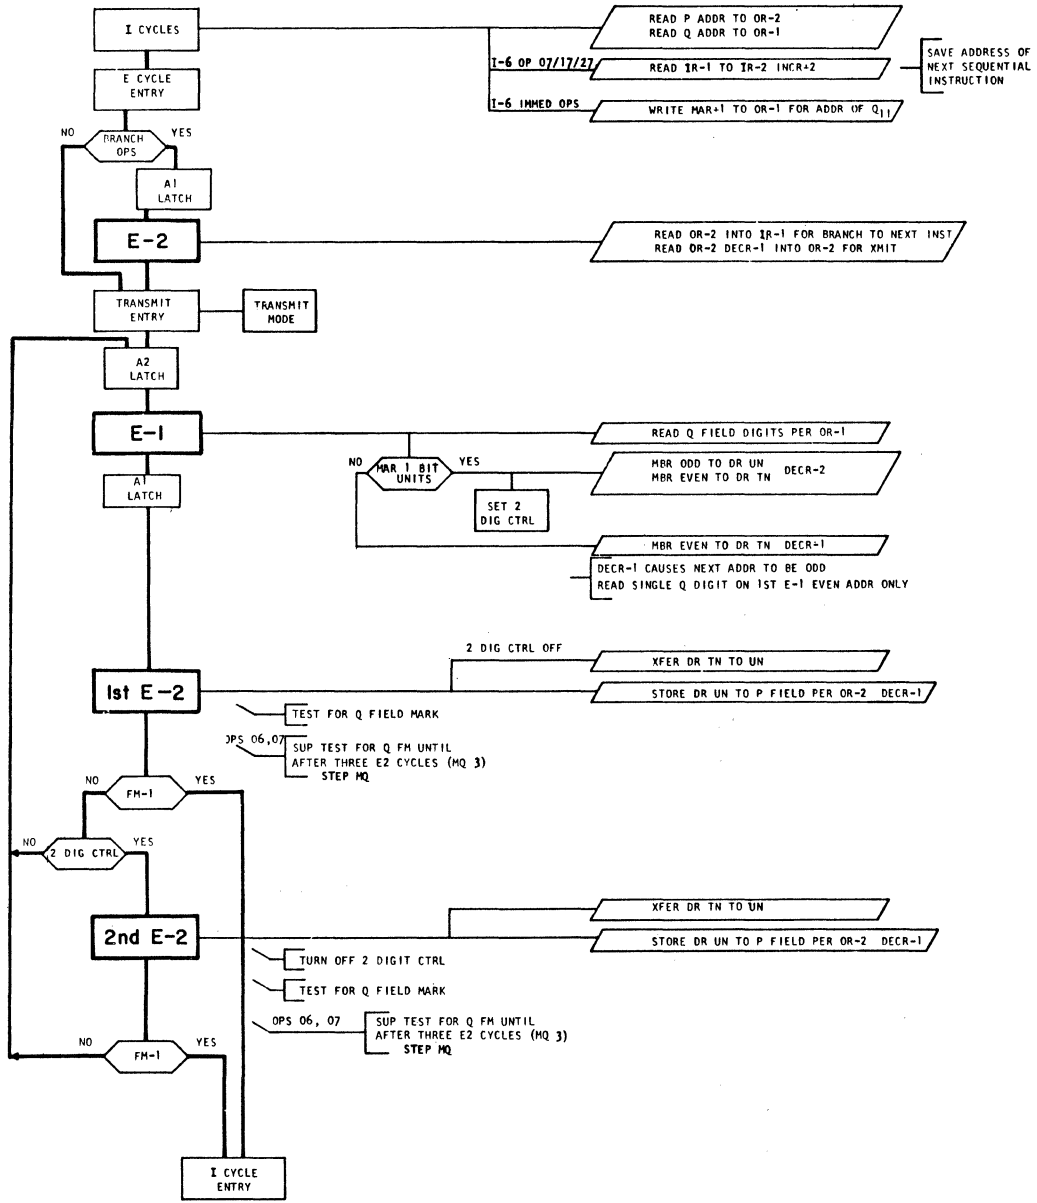 I CYCLES
READ P ADDR TO OR-2
READ Q ADDR TO OR-1
I-6 OP 07/17/27
READ IR-1 TO IR-2 INCR+2
SAVE ADDRESS OF
NEXT SEQUENTIAL
INSTRUCTION
E CYCLE
ENTRY
I-6 IMMED OPS
WRITE MAR+1 TO OR-1 FOR ADDR OF Q11
NO
BRANCH
OPS
YES
A1
LATCH
E-2
READ OR-2 INTO IR-1 FOR BRANCH TO NEXT INST
READ OR-2 DECR-1 INTO OR-2 FOR XMIT
TRANSMIT
ENTRY
TRANSMIT
MODE
A2
LATCH
E-1
READ Q FIELD DIGITS PER OR-1
NO
MAR 1 BIT
UNITS
YES
MBR ODD TO DR UN DECR-2
MBR EVEN TO DR TN
A1
LATCH
SET 2
DIG CTRL
MBR EVEN TO DR TN DECR-1
DECR-1 CAUSES NEXT ADDR TO BE ODD
READ SINGLE Q DIGIT ON 1ST E-1 EVEN ADDR ONLY
2 DIG CTRL OFF
XFER DR TN TO UN
1st E-2
STORE DR UN TO P FIELD PER OR-2 DECR-1
TEST FOR Q FIELD MARK
OPS 06,07
SUP TEST FOR Q FM UNTIL
AFTER THREE E2 CYCLES (MQ 3)
STEP MQ
NO
FM-1
YES
NO
2 DIG CTRL
YES
XFER DR TN TO UN
2nd E-2
STORE DR UN TO P FIELD PER OR-2 DECR-1
TURN OFF 2 DIGIT CTRL
TEST FOR Q FIELD MARK
OPS 06, 07
SUP TEST FOR Q FM UNTIL
AFTER THREE E2 CYCLES (MQ 3)
STEP MQ
NO
FM-1
YES
I CYCLE
ENTRY